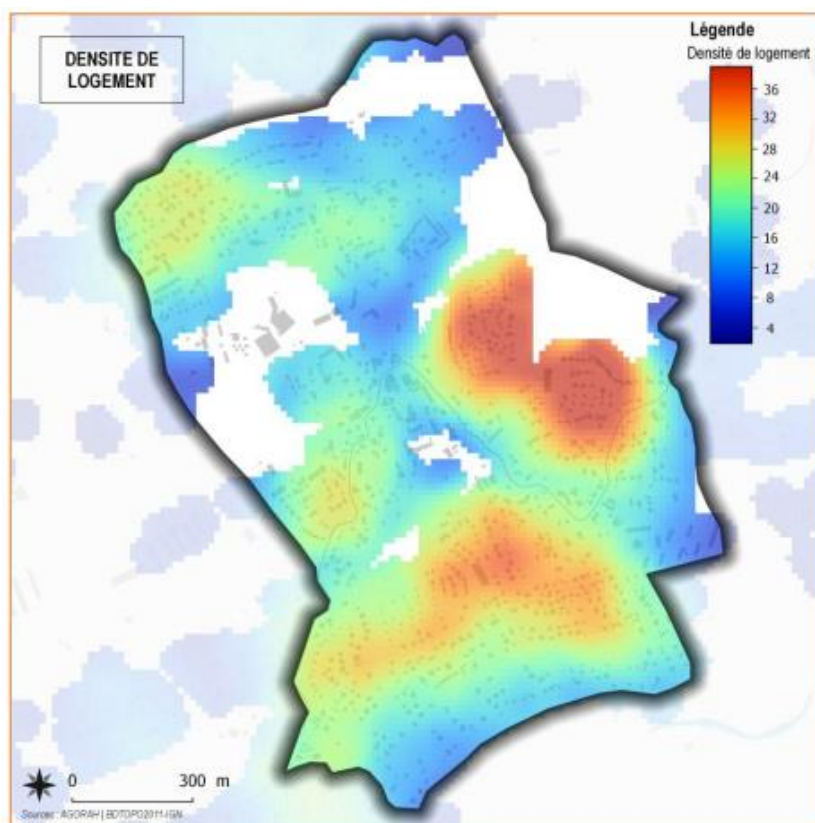 DENSITE DE
LOGEMENT
Légende
Densité de logement
36
32
28
24
20
16
12
8
4
0 300 m
Sources : AGORAH | BDTOPO2011-IGN